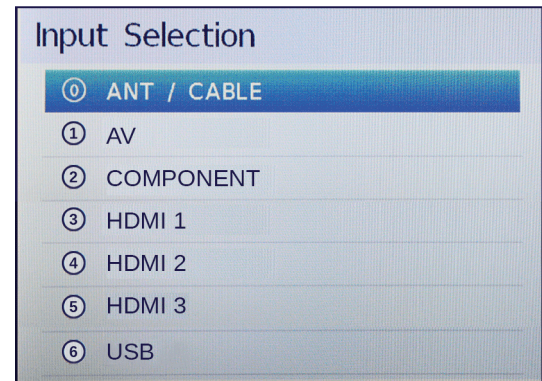 Input Selection
⓪ ANT / CABLE
① AV
② COMPONENT
③ HDMI 1
④ HDMI 2
⑤ HDMI 3
⑥ USB